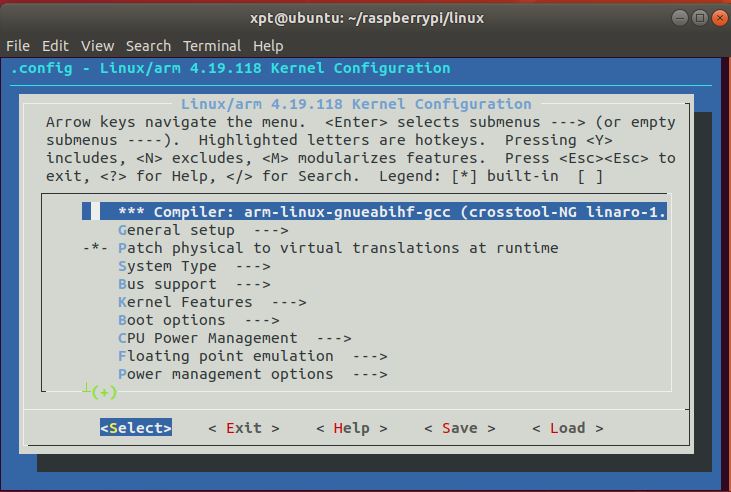 xpt@ubuntu: ~/raspberrypi/linux
File Edit View Search Terminal Help
.config - Linux/arm 4.19.118 Kernel Configuration
Linux/arm 4.19.118 Kernel Configuration
Arrow keys navigate the menu. <Enter> selects submenus ---> (or empty
submenus ----). Highlighted letters are hotkeys. Pressing <Y>
includes, <N> excludes, <M> modularizes features. Press <Esc><Esc> to
exit, <?> for Help, </> for Search. Legend: [*] built-in [ ]
*** Compiler: arm-linux-gnueabihf-gcc (crosstool-NG linaro-1.
General setup --->
-*- Patch physical to virtual translations at runtime
System Type --->
Bus support --->
Kernel Features --->
Boot options --->
CPU Power Management --->
Floating point emulation --->
Power management options --->
(+)
<Select> < Exit > < Help > < Save > < Load >